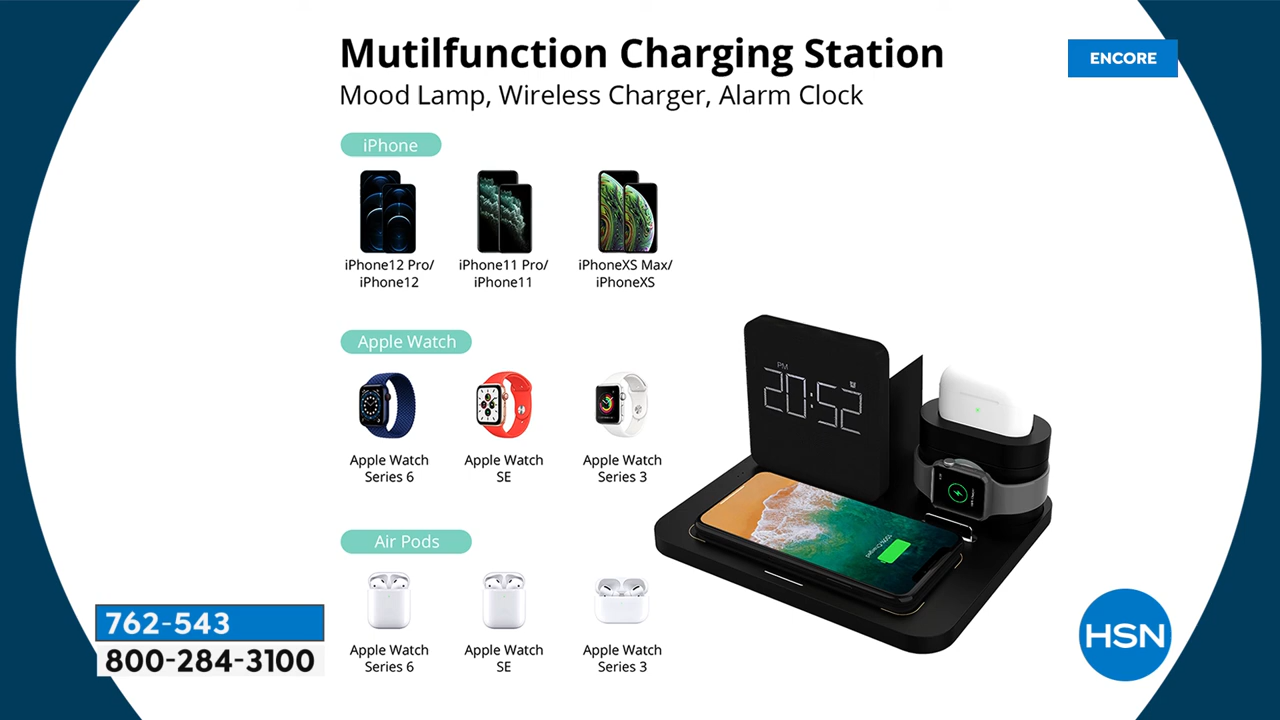 Mutilfunction Charging Station
ENCORE
Mood Lamp, Wireless Charger, Alarm Clock
iPhone
iPhone12 Pro/
iPhone12
iPhone11 Pro/
iPhone11
iPhoneXS Max/
iPhoneXS
Apple Watch
Apple Watch
Series 6
Apple Watch
SE
Apple Watch
Series 3
PM
20:52
100% Charged
Air Pods
Apple Watch
Series 6
Apple Watch
SE
Apple Watch
Series 3
762-543
800-284-3100
HSN